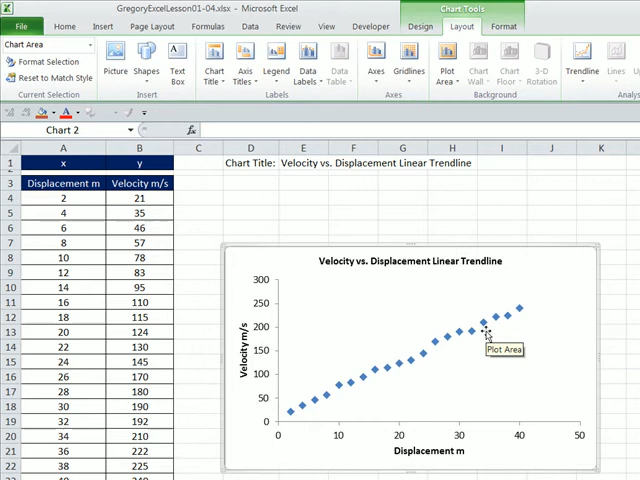 GregoryExcelLesson01-04.xlsx - Microsoft Excel
Chart Tools
File Home Insert Page Layout Formulas Data Review View Developer Design Layout Format
Chart Area
Format Selection
Reset to Match Style
Current Selection
Picture Shapes Text Box
Insert
Chart Title Axis Titles Legend Data Labels Data Table
Labels
Axes Gridlines
Axes
Plot Area Chart Wall Chart Floor 3-D Rotation
Background
Trendline Lines
Analys
Chart 2 fx
A B C D E F G H I J K
1 x y Chart Title: Velocity vs. Displacement Linear Trendline
2
3 Displacement m Velocity m/s
4 2 21
5 4 35
6 6 46
7 8 57
8 10 78
9 12 83
10 14 95
11 16 110
12 18 115
13 20 124
14 22 130
15 24 145
16 26 170
17 28 180
18 30 190
19 32 192
20 34 210
21 36 222
22 38 225
Velocity vs. Displacement Linear Trendline
300
250
200
150
100
50
0
Velocity m/s
0 10 20 30 40 50
Displacement m
Plot Area